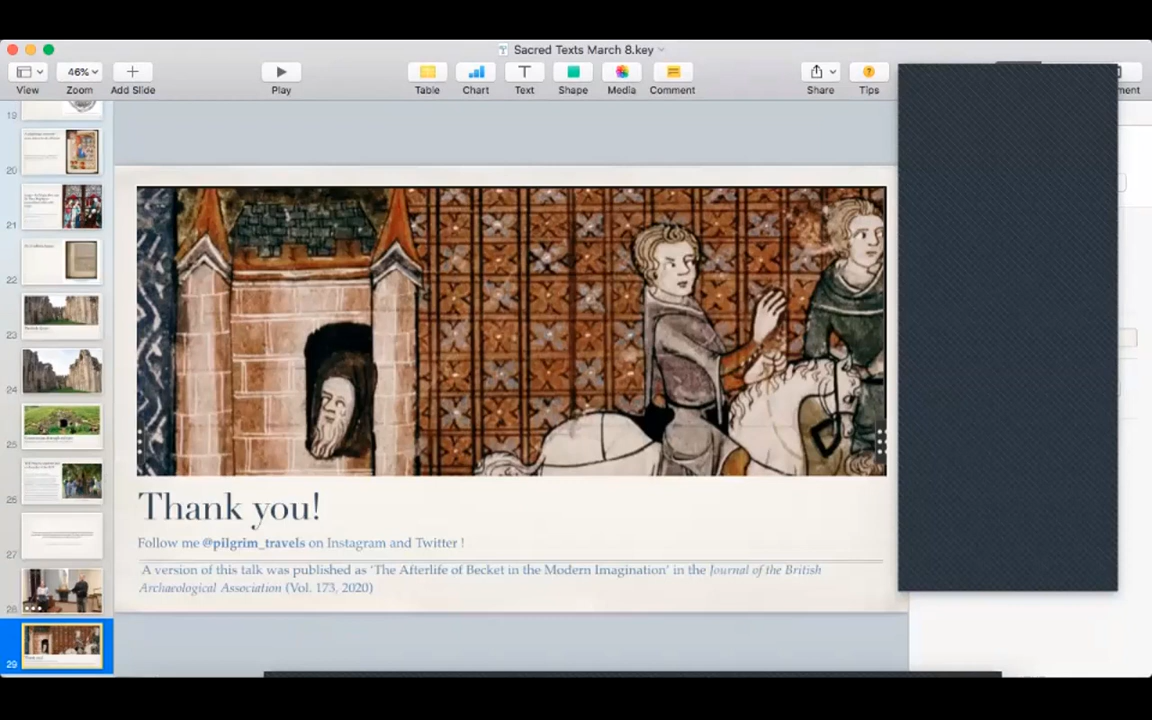 Sacred Texts March 8.key
46%
View
Zoom
Add Slide
Play
Table
Chart
Text
Shape
Media
Comment
Share
Tips
ment
19
20
21
22
23
24
25
26
27
28
29
Thank you!
Follow me @pilgrim_travels on Instagram and Twitter !
A version of this talk was published as ‘The Afterlife of Becket in the Modern Imagination’ in the Journal of the British
Archaeological Association (Vol. 173, 2020)